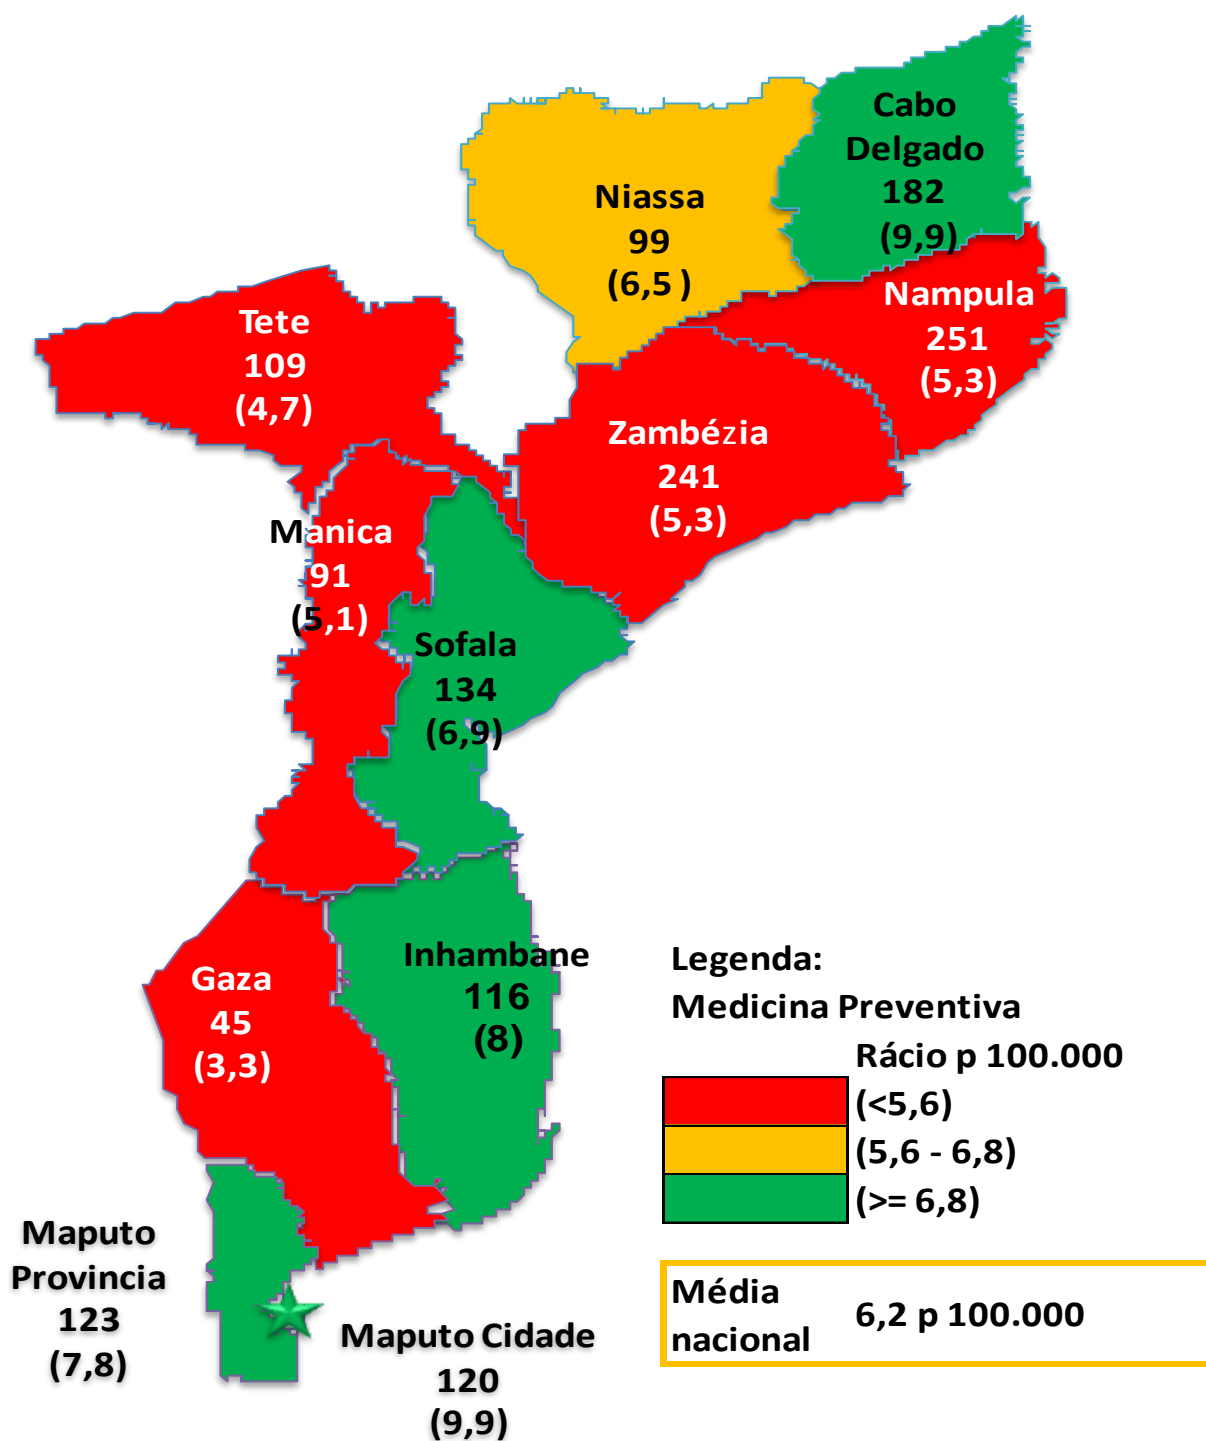 Cabo
Delgado
182
(9,9)
Niassa
99
(6,5 )
Nampula
251
(5,3)
Tete
109
(4,7)
Zambézia
241
(5,3)
Manica
91
(5,1)
Sofala
134
(6,9)
Inhambane
116
(8)
Gaza
45
(3,3)
Maputo
Provincia
123
(7,8)
Maputo Cidade
120
(9,9)
Legenda:
Medicina Preventiva
Rácio p 100.000
(<5,6)
(5,6 - 6,8)
(>= 6,8)
Média
nacional
6,2 p 100.000